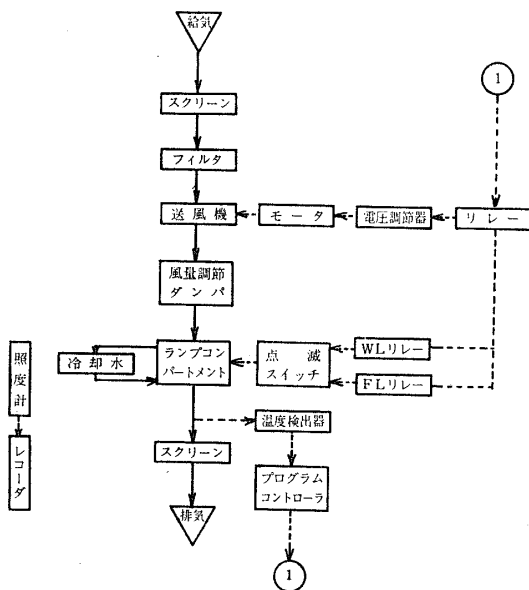 給気
1
スクリーン
フィルタ
送風機
モータ
電圧調節器
リレー
風量調節
ダンパ
照度計
冷却水
ランプコン
パートメント
点滅
スイッチ
WLリレー
FLリレー
レコーダ
温度検出器
スクリーン
プログラム
コントローラ
排気
1